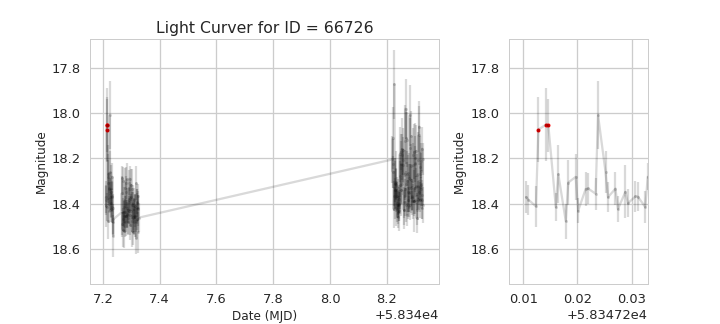 Light Curver for ID = 66726
17.8
18.0
18.2
18.4
18.6
Magnitude
7.2 7.4 7.6 7.8 8.0 8.2
Date (MJD)
+5.834e4
17.8
18.0
18.2
18.4
18.6
Magnitude
0.01 0.02 0.03
+5.83472e4